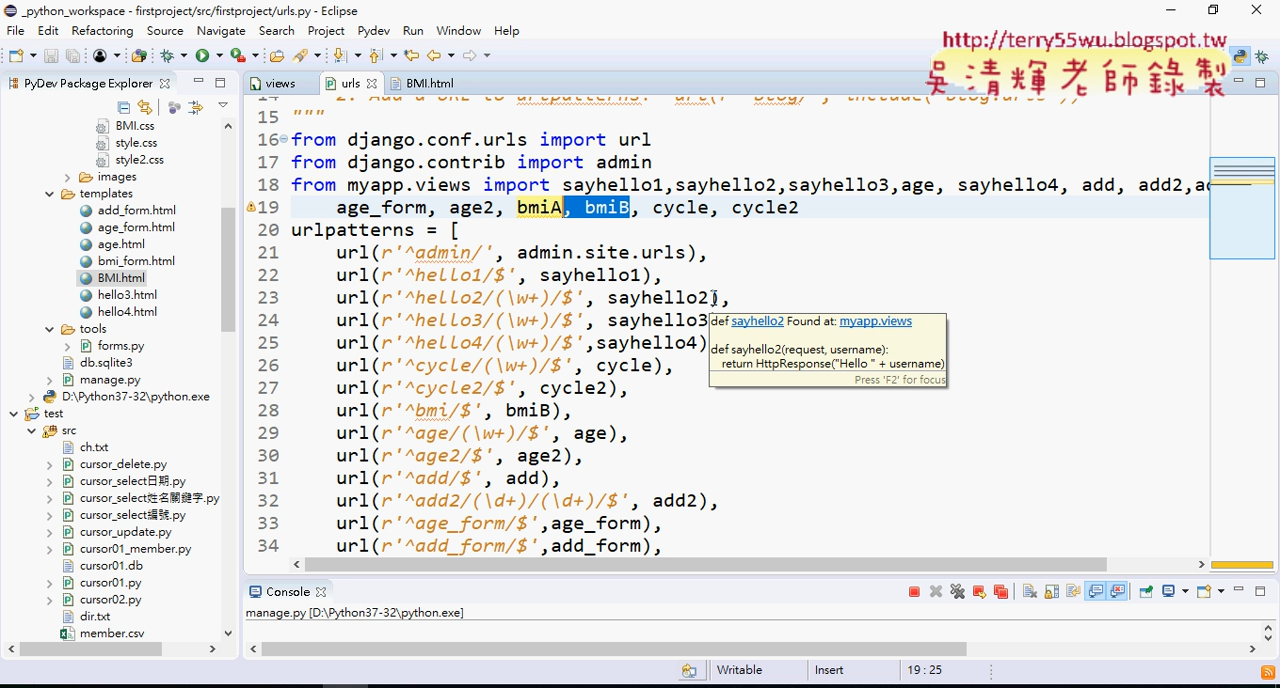 _python_workspace - firstproject/src/firstproject/urls.py - Eclipse
File Edit Refactoring Source Navigate Search Project Pydev Run Window Help
http://terry55wu.blogspot.tw
吳清輝老師錄製
PyDev Package Explorer
views urls BMI.html
BMI.css
style.css
style2.css
images
templates
add_form.html
age_form.html
age.html
bmi_form.html
BMI.html
hello3.html
hello4.html
tools
forms.py
db.sqlite3
manage.py
D:\Python37-32\python.exe
test
src
ch.txt
cursor_delete.py
cursor_select日期.py
cursor_select姓名關鍵字.py
cursor_select編號.py
cursor_update.py
cursor01_member.py
cursor01.db
cursor01.py
cursor02.py
dir.txt
member.csv
15 """
16 from django.conf.urls import url
17 from django.contrib import admin
18 from myapp.views import sayhello1,sayhello2,sayhello3,age, sayhello4, add, add2,
19 age_form, age2, bmiA, bmiB, cycle, cycle2
20 urlpatterns = [
21 url(r'^admin/', admin.site.urls),
22 url(r'^hello1/$', sayhello1),
23 url(r'^hello2/(\w+)/$', sayhello2),
24 url(r'^hello3/(\w+)/$', sayhello3
25 url(r'^hello4/(\w+)/$',sayhello4)
26 url(r'^cycle/(\w+)/$', cycle),
27 url(r'^cycle2/$', cycle2),
28 url(r'^bmi/$', bmiB),
29 url(r'^age/(\w+)/$', age),
30 url(r'^age2/$', age2),
31 url(r'^add/$', add),
32 url(r'^add2/(\d+)/(\d+)/$', add2),
33 url(r'^age_form/$',age_form),
34 url(r'^add_form/$',add_form),
def sayhello2 Found at: myapp.views
def sayhello2(request, username):
return HttpResponse("Hello " + username)
Press 'F2' for focus
Console
manage.py [D:\Python37-32\python.exe]
Writable Insert 19 : 25